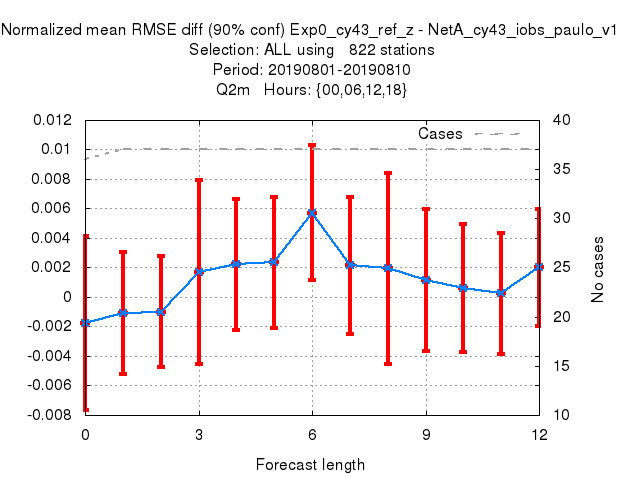 Normalized mean RMSE diff (90% conf) Exp0_cy43_ref_z - NetA_cy43_iobs_paulo_v1
Selection: ALL using   822 stations
Period: 20190801-20190810
Q2m   Hours: {00,06,12,18}
Cases
0.012
0.01
0.008
0.006
0.004
0.002
0
-0.002
-0.004
-0.006
-0.008
40
35
30
25
20
15
10
No cases
0 3 6 9 12
Forecast length